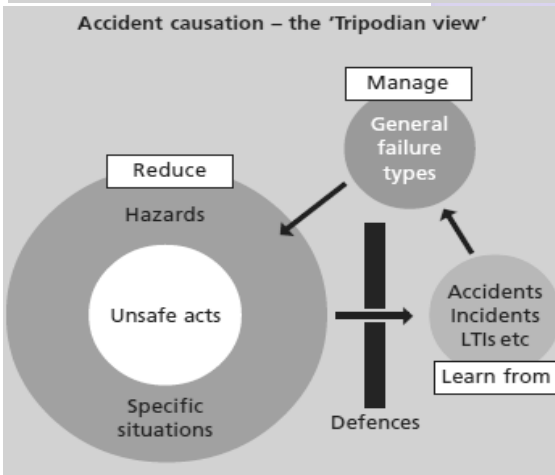 Accident causation – the ‘Tripodian view’
Manage
General
failure
types
Reduce
Hazards
Unsafe acts
Specific
situations
Defences
Accidents
Incidents
LTIs etc
Learn from